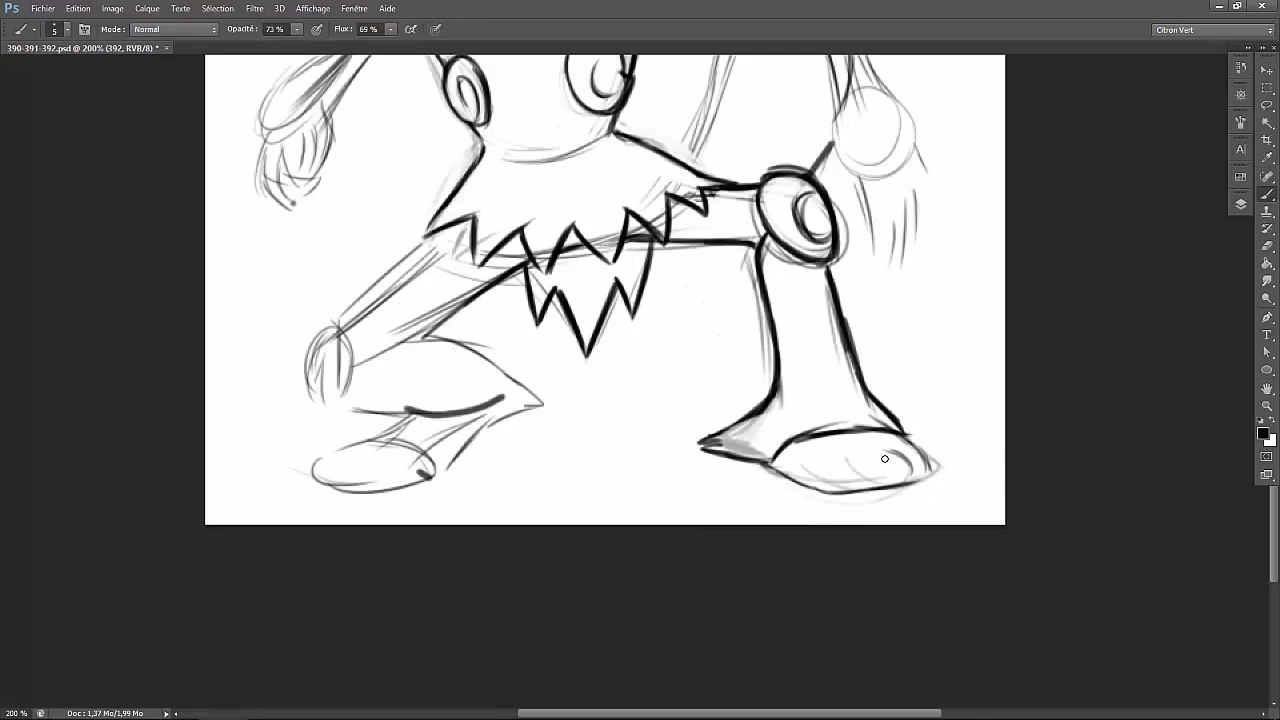 Ps Fichier Edition Image Calque Texte Sélection Filtre 3D Affichage Fenêtre Aide
5 Mode : Normal Opacité : 73 % Flux : 69 % Citron Vert
390-391-392.psd @ 200% (392, RVB/8) * ×
200 % Doc : 1,37 Mo/1,99 Mo